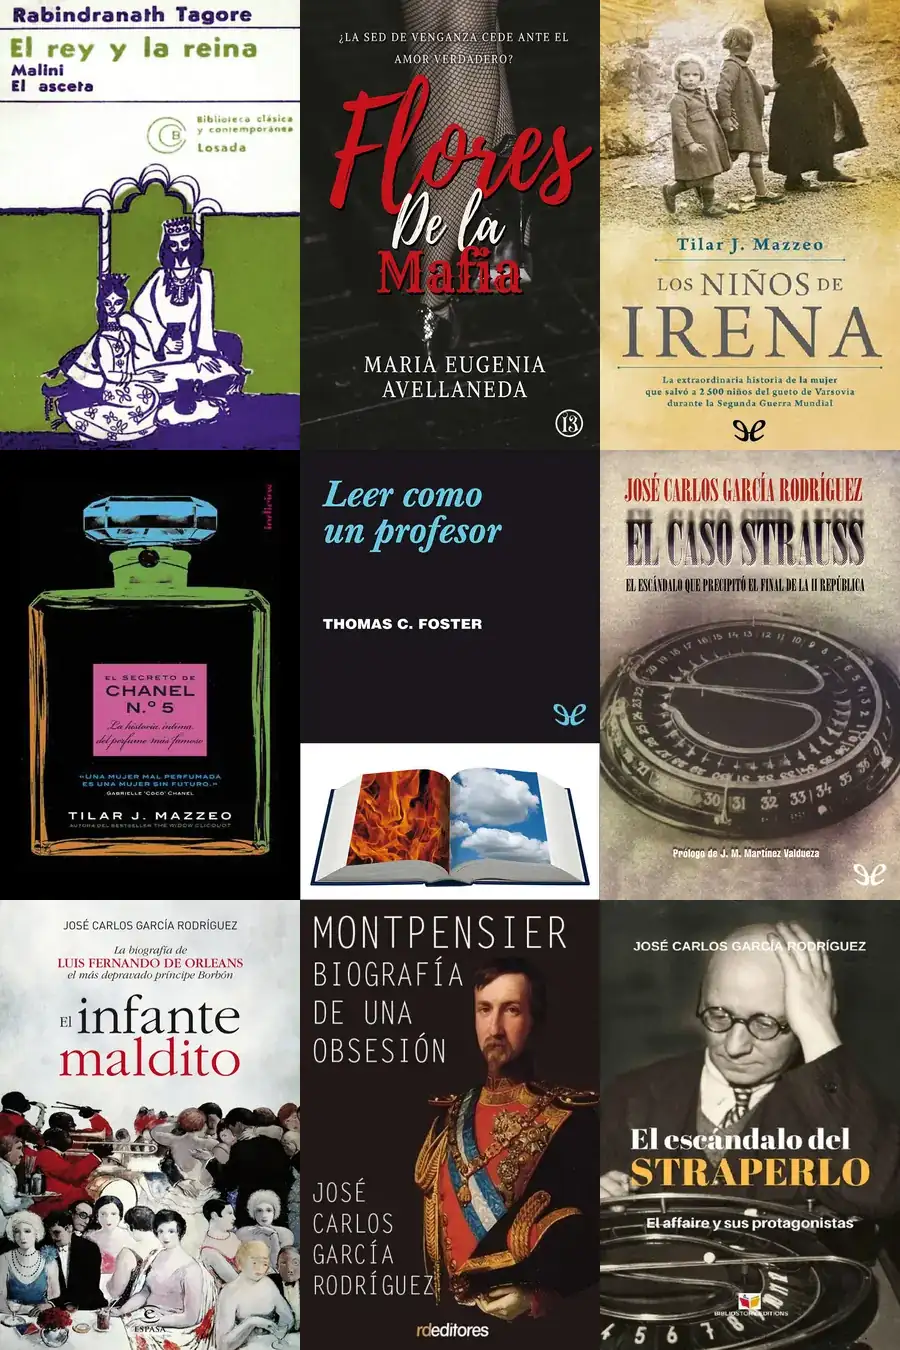 Rabindranath Tagore
El rey y la reina
Malini
El asceta
Biblioteca clásica
y contemporánea
Losada
¿LA SED DE VENGANZA CEDE ANTE EL
AMOR VERDADERO?
Flores
De la
Mafia
MARIA EUGENIA
AVELLANEDA
13
Tilar J. Mazzeo
LOS NIÑOS DE
IRENA
La extraordinaria historia de la mujer
que salvó a 2 500 niños del gueto de Varsovia
durante la Segunda Guerra Mundial
indicios
EL SECRETO DE
CHANEL
N.º 5
La historia íntima
del perfume más famoso
«UNA MUJER MAL PERFUMADA
ES UNA MUJER SIN FUTURO.»
GABRIELLE 'COCO' CHANEL
TILAR J. MAZZEO
AUTORA DEL BESTSELLER THE WIDOW CLICQUOT
Leer como
un profesor
THOMAS C. FOSTER
JOSÉ CARLOS GARCÍA RODRÍGUEZ
EL CASO STRAUSS
EL ESCÁNDALO QUE PRECIPITÓ EL FINAL DE LA II REPÚBLICA
Prólogo de J. M. Martínez Valdueza
JOSÉ CARLOS GARCÍA RODRÍGUEZ
La biografía de
LUIS FERNANDO DE ORLEANS
el más depravado príncipe Borbón
El infante
maldito
ESPASA
MONTPENSIER
BIOGRAFÍA
DE UNA
OBSESIÓN
JOSÉ
CARLOS
GARCÍA
RODRÍGUEZ
rdeditores
JOSÉ CARLOS GARCÍA RODRÍGUEZ
El escándalo del
STRAPERLO
El affaire y sus protagonistas